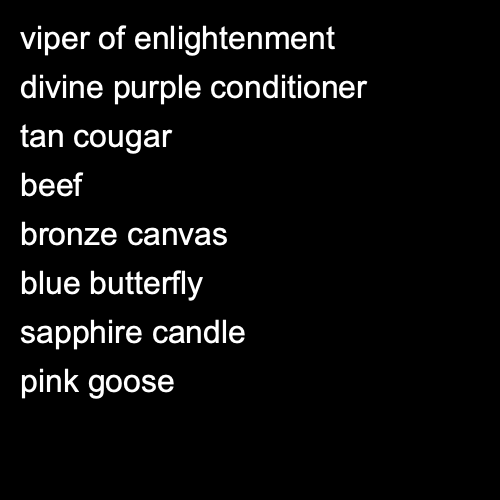 viper of enlightenment
divine purple conditioner
tan cougar
beef
bronze canvas
blue butterfly
sapphire candle
pink goose